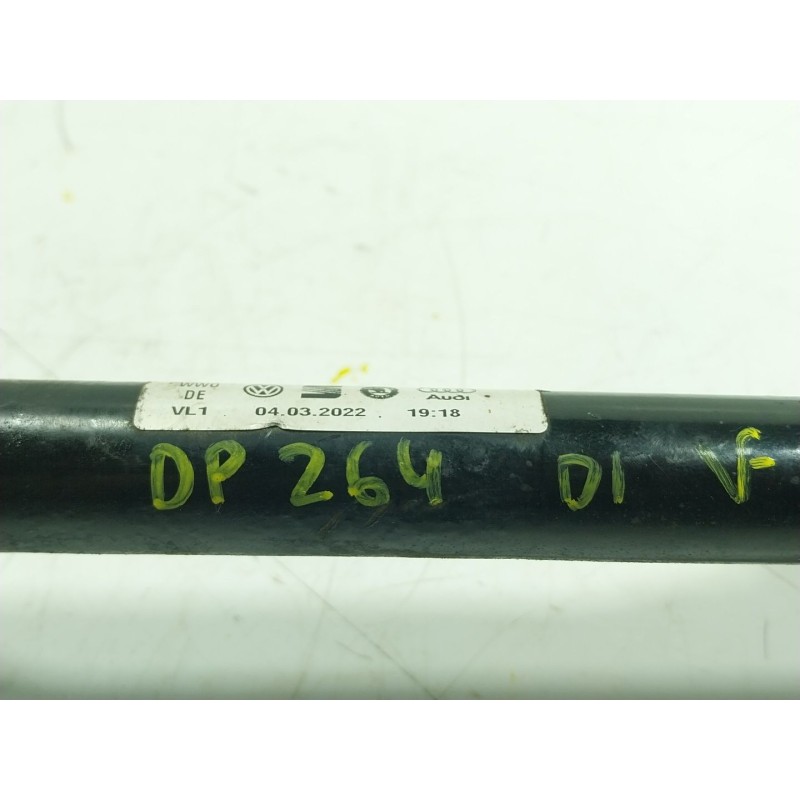 DE Audi
VL1 04.03.2022 19:18
DP 264 DI VF